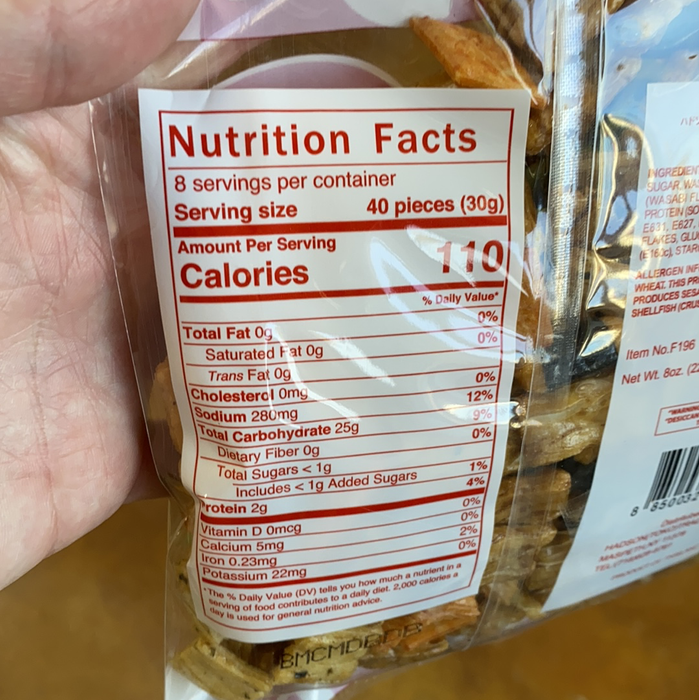 Nutrition Facts
8 servings per container
Serving size 40 pieces (30g)
Amount Per Serving
Calories 110
% Daily Value*
Total Fat 0g 0%
Saturated Fat 0g 0%
Trans Fat 0g
Cholesterol 0mg 0%
Sodium 280mg 12%
Total Carbohydrate 25g 9%
Dietary Fiber 0g 0%
Total Sugars < 1g
Includes < 1g Added Sugars 1%
Protein 2g 4%
Vitamin D 0mcg 0%
Calcium 5mg 0%
Iron 0.23mg 2%
Potassium 22mg 0%
*The % Daily Value (DV) tells you how much a nutrient in a
serving of food contributes to a daily diet. 2,000 calories a
day is used for general nutrition advice.
INGREDIEN
SUGAR, WA
(WASABI FL
PROTEIN (SO
E631, E627,
FLAKES, GLU
(E160c), STAR
ALLERGEN INF
WHEAT. THIS PR
PRODUCES SESA
SHELLFISH (CRU
Item No.F196
Net Wt. 8oz. (2